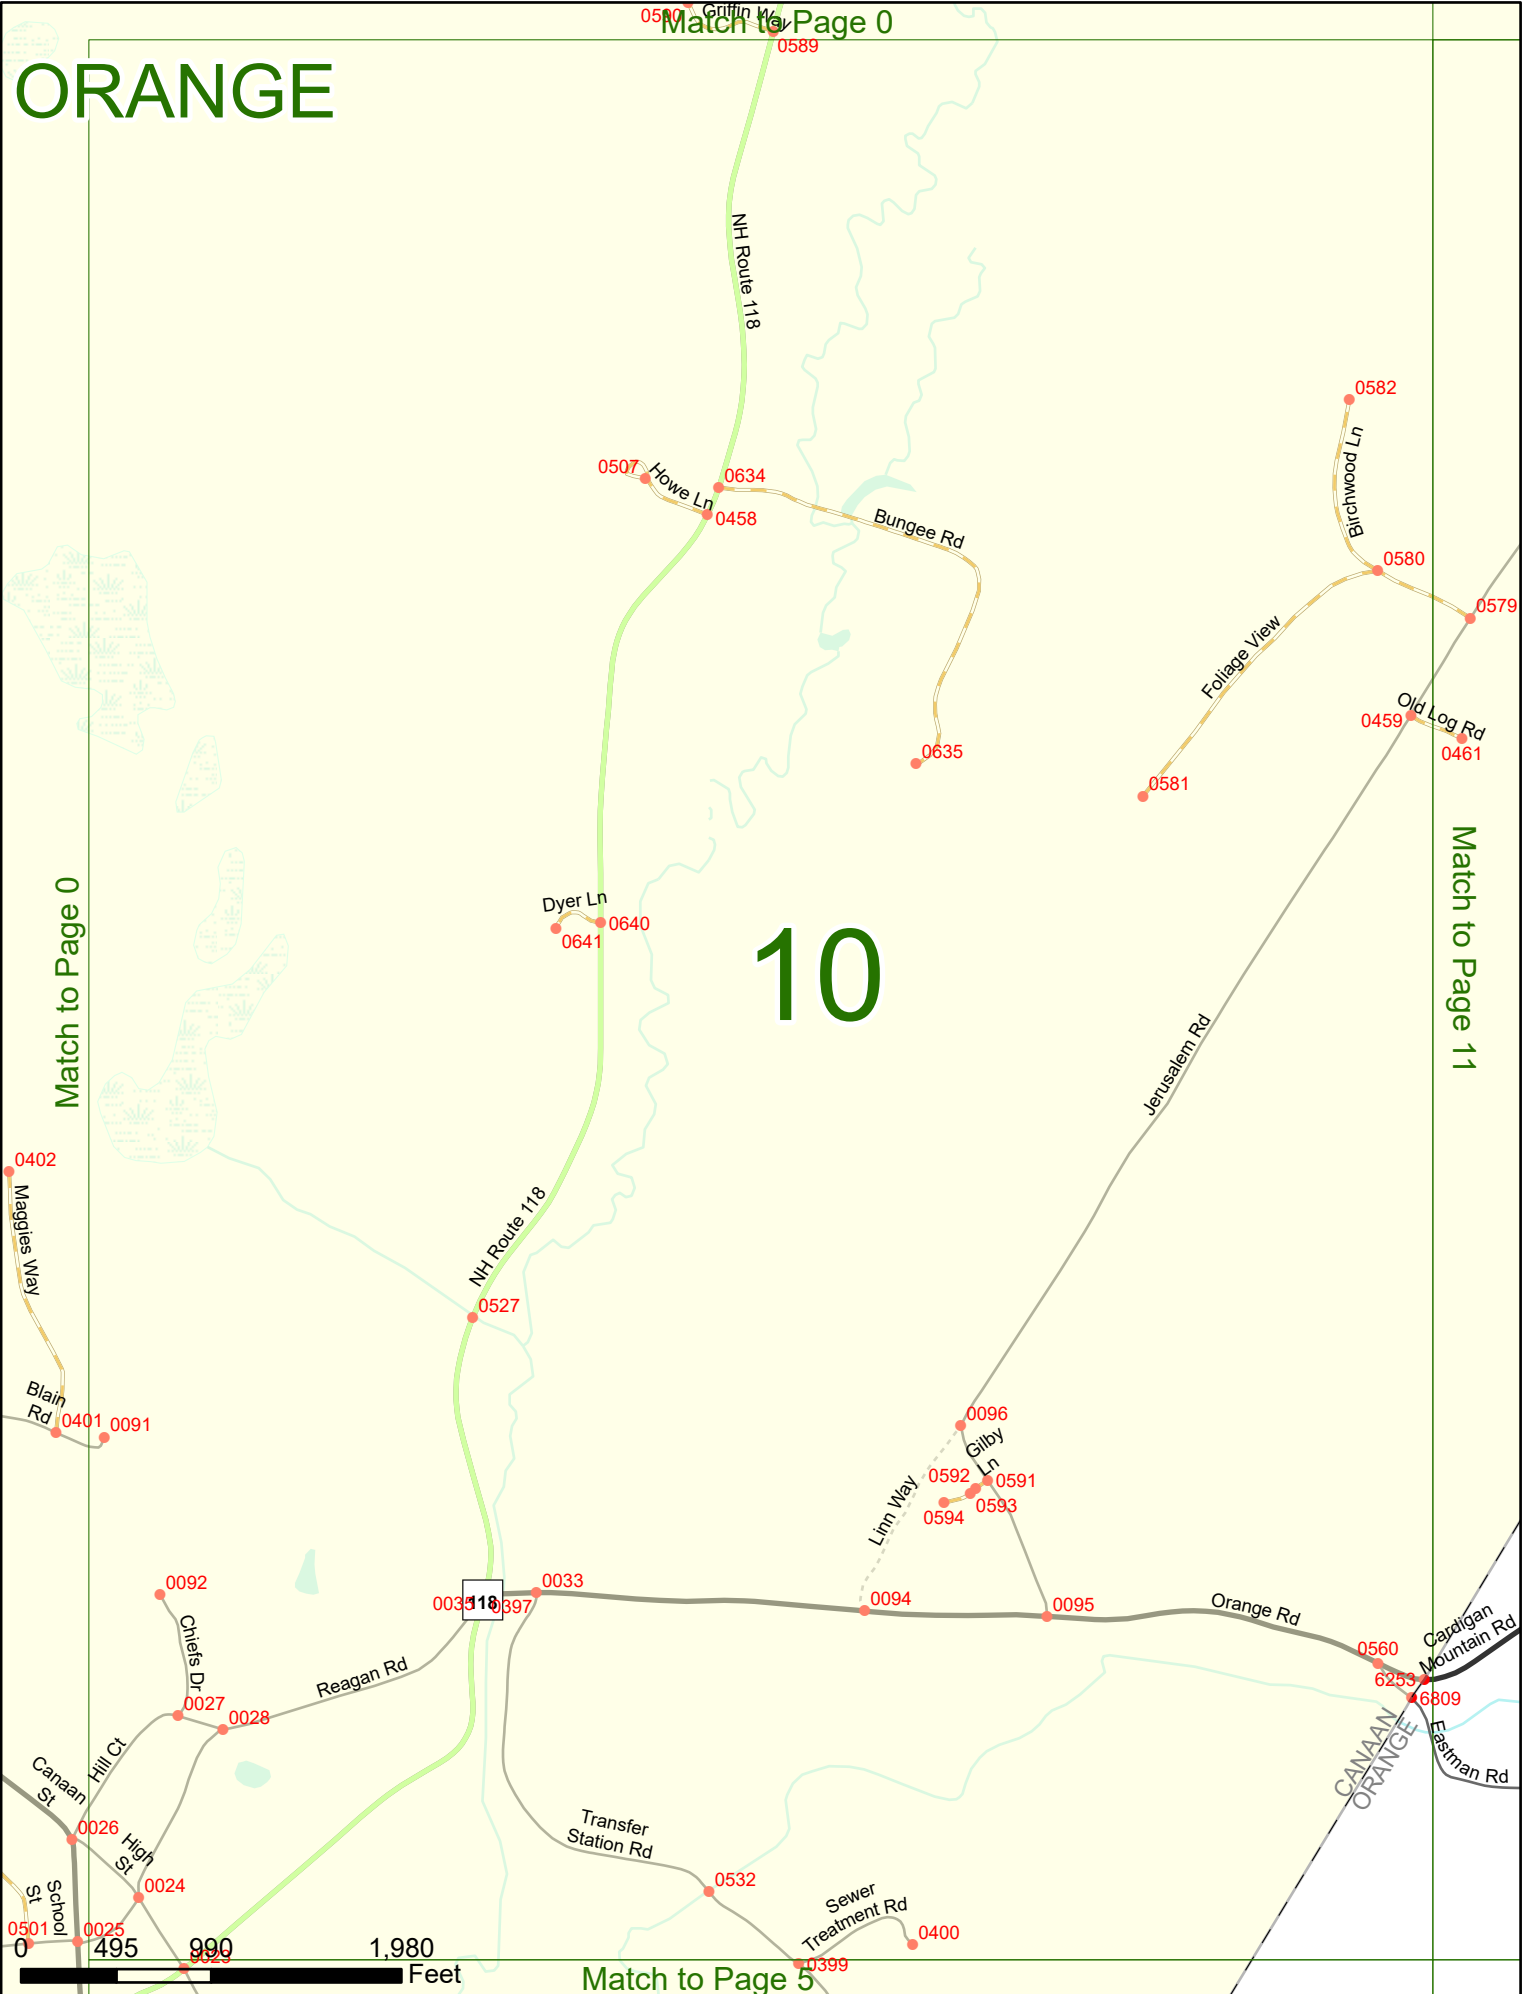 0590
Griffin Way
Match to Page 0
0589
ORANGE
NH Route 118
0582
Birchwood Ln
0507
Howe Ln
0634
0458
Bungee Rd
0580
0579
Foliage View
Old Log Rd
0459
0461
0635
0581
Match to Page 11
Match to Page 0
Dyer Ln
0640
0641
10
Jerusalem Rd
0402
Maggies Way
NH Route 118
0527
Blain
Rd
0401
0091
0096
Gilby
Ln
0592
0591
0593
0594
Linn Way
0092
0033
118
0035
0397
0094
0095
Orange Rd
Cardigan
Mountain Rd
0560
6253
6809
Chiefs Dr
Reagan Rd
0027
0028
Hill Ct
Canaan
St
CANAAN
ORANGE
Eastman Rd
0026
High
St
Transfer
Station Rd
0532
0024
Sewer
Treatment Rd
St
School
0501
0025
0400
0399
0023
0
495
990
1,980
Feet
Match to Page 5